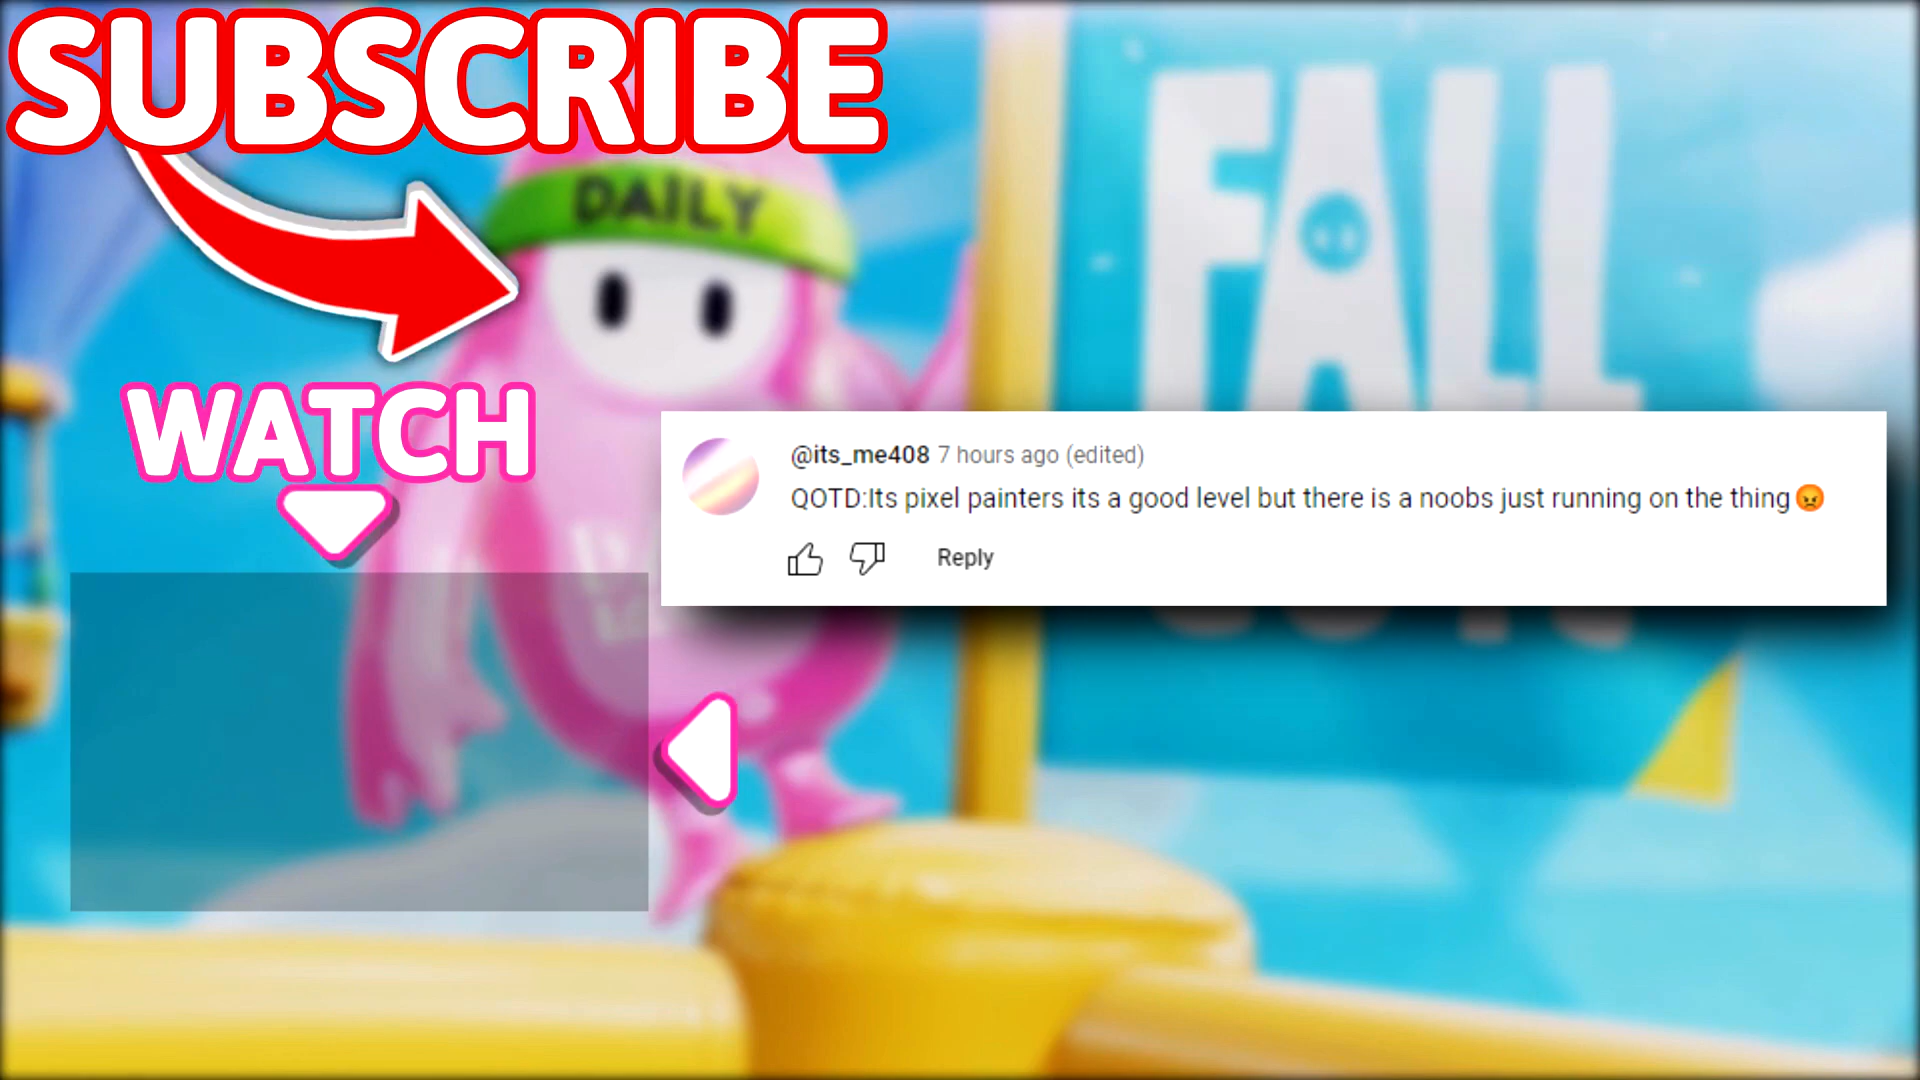 SUBSCRIBE
DAILY
FALL
WATCH
@its_me408 7 hours ago (edited)
QOTD:Its pixel painters its a good level but there is a noobs just running on the thing😡
Reply